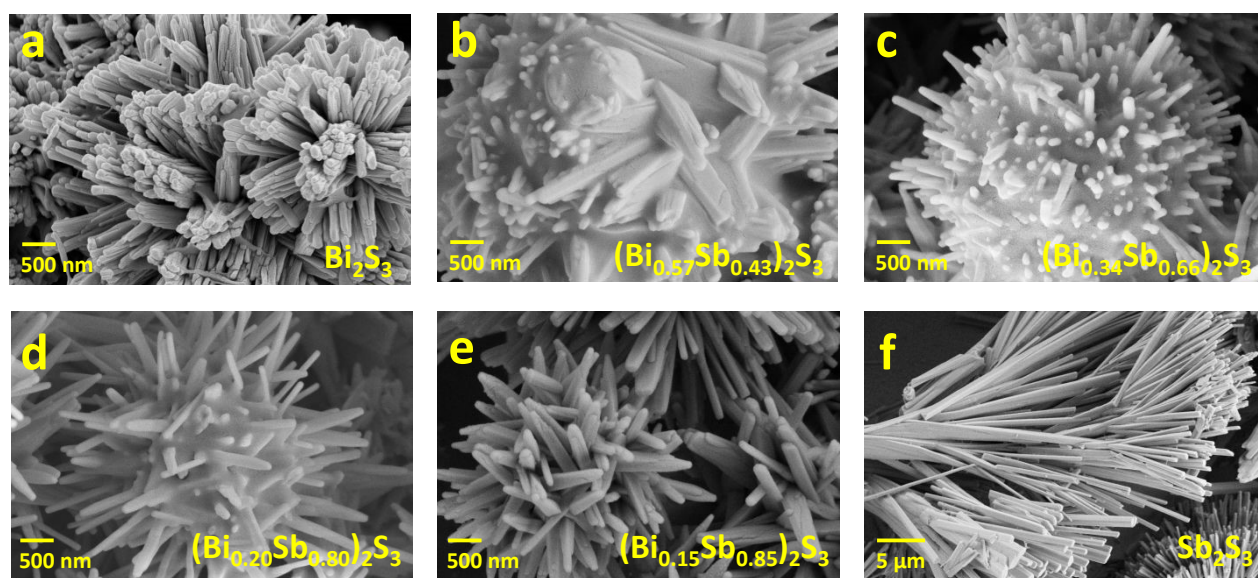 a
500 nm
Bi₂S₃
b
500 nm
(Bi₀.₅₇Sb₀.₄₃)₂S₃
c
500 nm
(Bi₀.₃₄Sb₀.₆₆)₂S₃
d
500 nm
(Bi₀.₂₀Sb₀.₈₀)₂S₃
e
500 nm
(Bi₀.₁₅Sb₀.₈₅)₂S₃
f
5 μm
Sb₂S₃